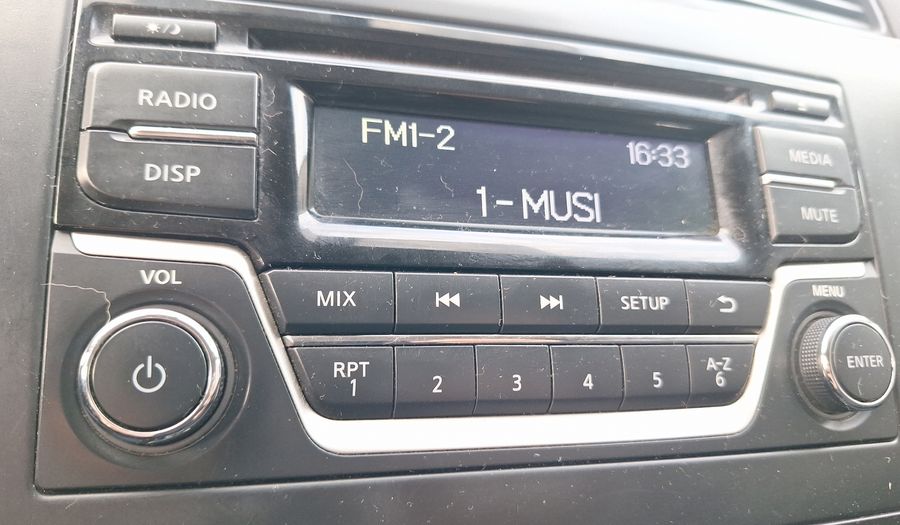 RADIO
DISP
FM1-2
16:33
1- MUSI
MEDIA
MUTE
VOL
MIX
SETUP
MENU
ENTER
RPT
1
2
3
4
5
A-Z
6